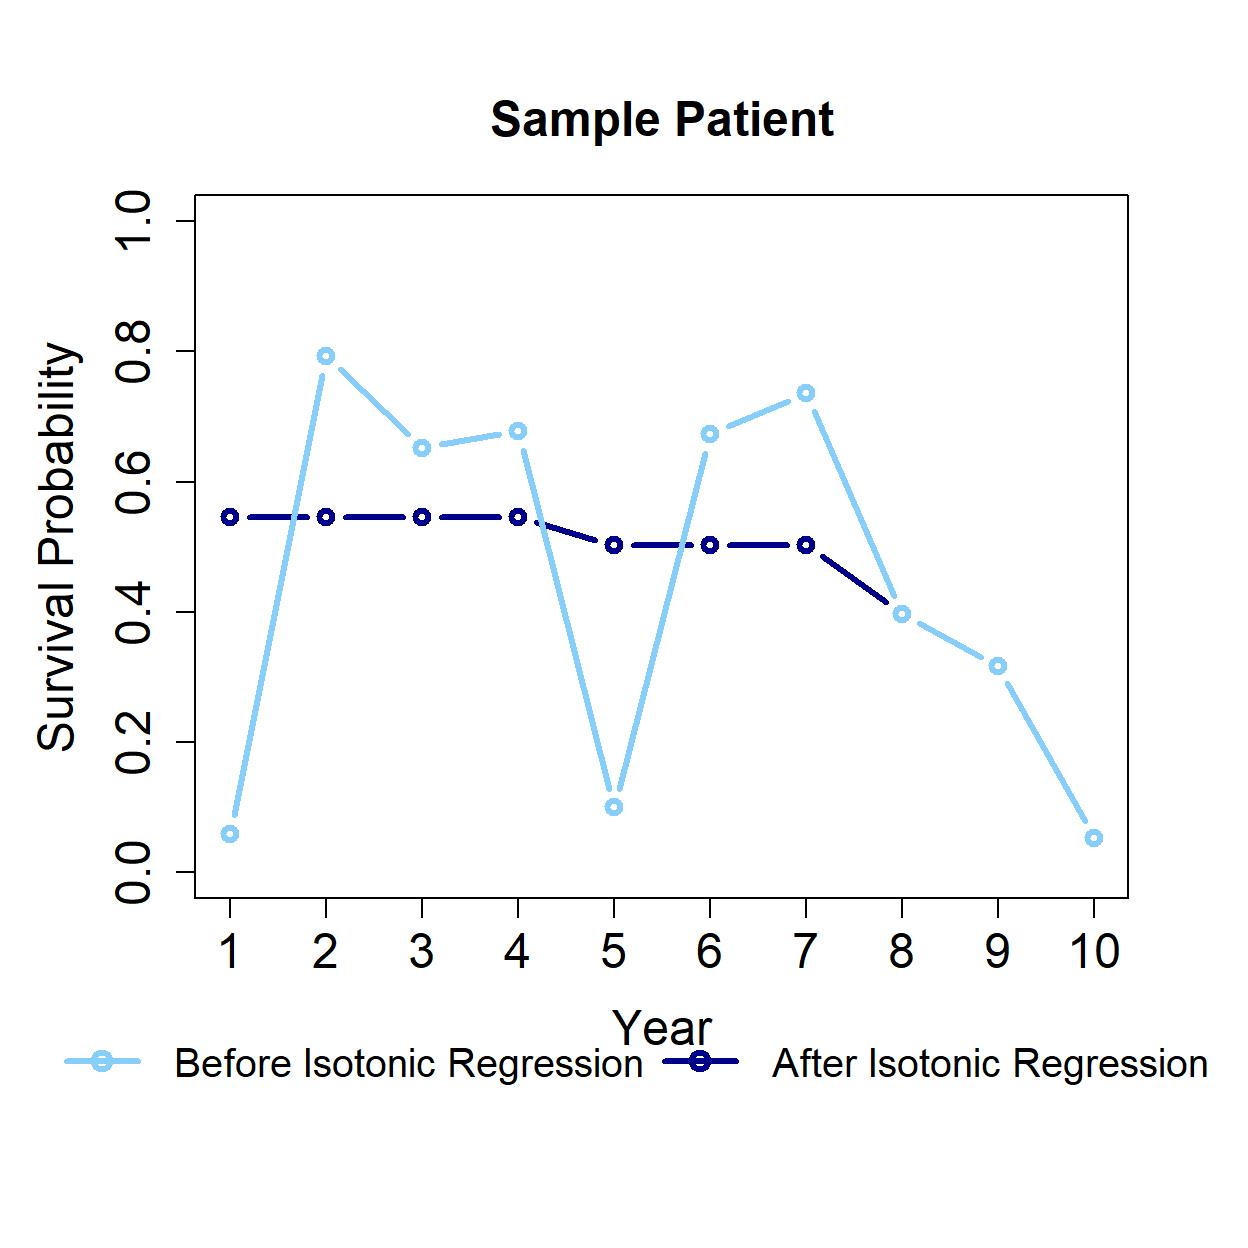 Sample Patient
Survival Probability
1.0
0.8
0.6
0.4
0.2
0.0
1 2 3 4 5 6 7 8 9 10
Year
Before Isotonic Regression After Isotonic Regression